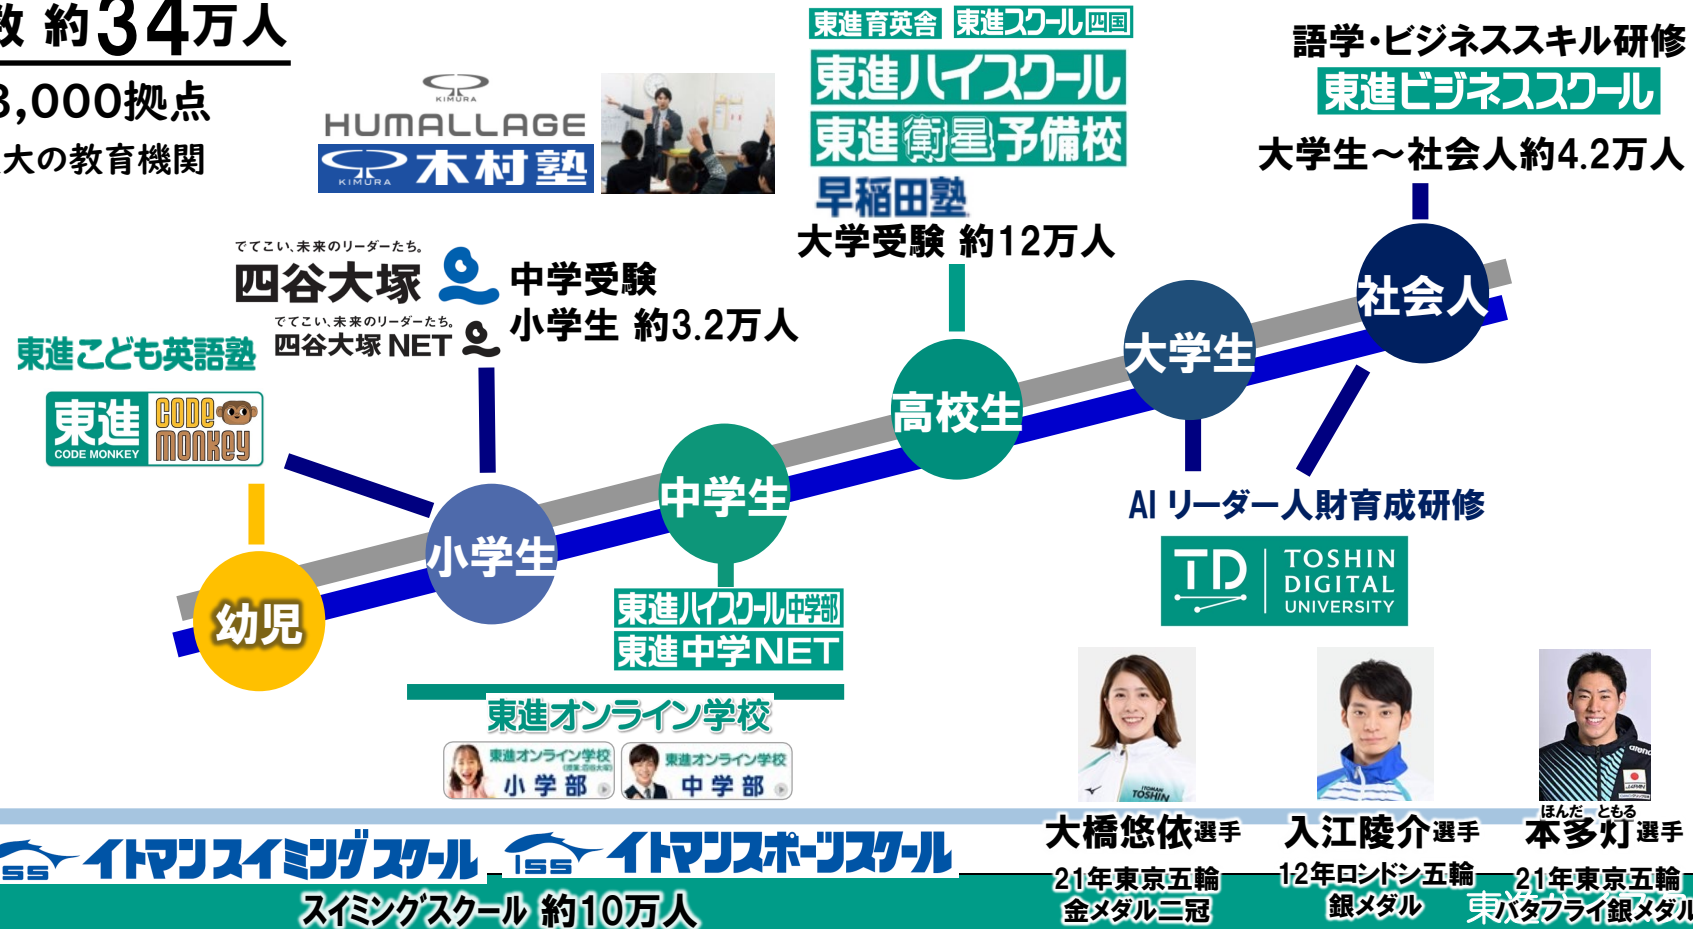 数 約34万人
3,000拠点
大の教育機関
KIMURA
HUMALLAGE
KIMURA 木村塾
東進育英舎 東進スクール四国
東進ハイスクール
東進衛星予備校
早稲田塾
大学受験 約12万人
語学・ビジネススキル研修
東進ビジネススクール
大学生～社会人約4.2万人
でてこい、未来のリーダーたち。
四谷大塚
でてこい、未来のリーダーたち。
四谷大塚 NET
中学受験
小学生 約3.2万人
東進こども英語塾
東進 CODE MONKEY
CODE MONKEY
社会人
大学生
高校生
中学生
小学生
幼児
AI リーダー人財育成研修
TD TOSHIN DIGITAL UNIVERSITY
東進ハイスクール中学部
東進中学NET
東進オンライン学校
東進オンライン学校
小学部
東進オンライン学校
中学部
ITOMAN
TOSHIN
arena
JAPAN
大橋悠依選手
21年東京五輪
金メダル二冠
入江陵介選手
12年ロンドン五輪
銀メダル
ほんだ ともる
本多灯選手
21年東京五輪
バタフライ銀メダル
ISS イトマンスイミングスクール
ISS イトマンスポーツスクール
スイミングスクール 約10万人
東進